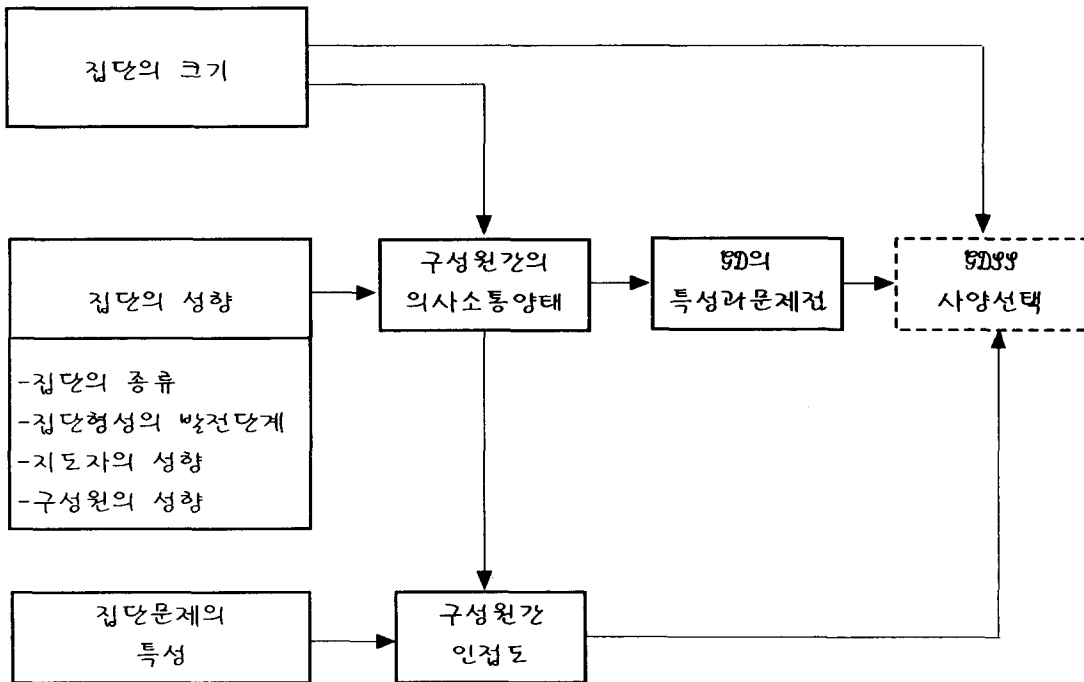 집단의 크기
집단의 성향
-집단의 종류
-집단형성의 발전단계
-지도자의 성향
-구성원의 성향
구성원간의
의사소통양태
GD의
특성과문제점
GDSS
사양선택
집단문제의
특성
구성원간
인접도